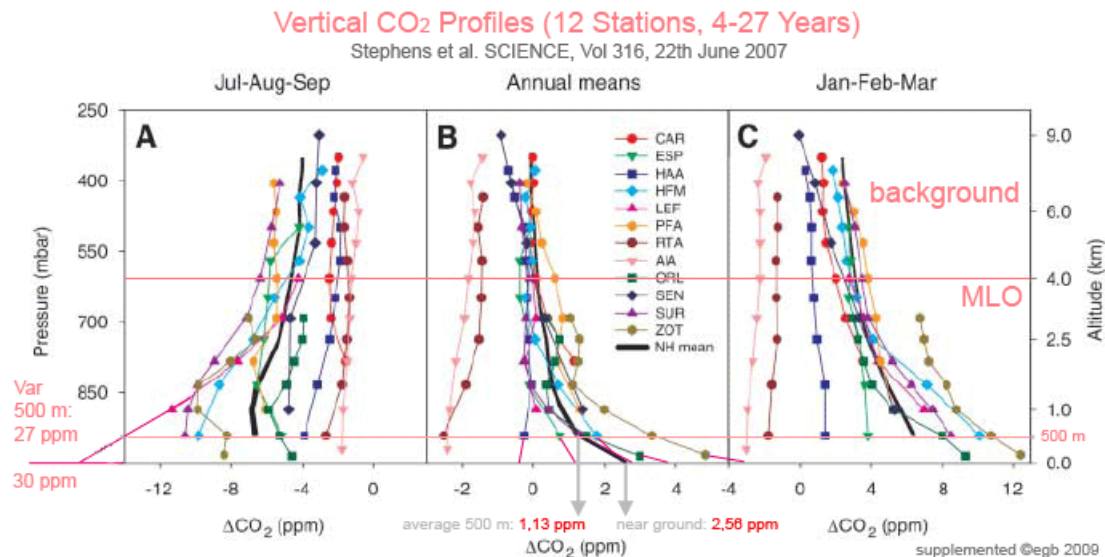 Vertical CO2 Profiles (12 Stations, 4-27 Years)
Stephens et al. SCIENCE, Vol 316, 22th June 2007
Jul-Aug-Sep
Annual means
Jan-Feb-Mar
Pressure (mbar)
250
400
550
700
850
A
B
C
CAR
ESP
HAA
HFM
LEF
PFA
RTA
AIA
ORL
SEN
SUR
ZOT
NH mean
background
MLO
9.0
6.0
4.0
2.5
1.0
500 m
0.0
Altitude (km)
Var
500 m:
27 ppm
30 ppm
-12 -8 -4 0
-2 0 2 4
-4 0 4 8 12
ΔCO2 (ppm)
average 500 m: 1,13 ppm
near ground: 2,56 ppm
ΔCO2 (ppm)
ΔCO2 (ppm)
supplemented ©egb 2009